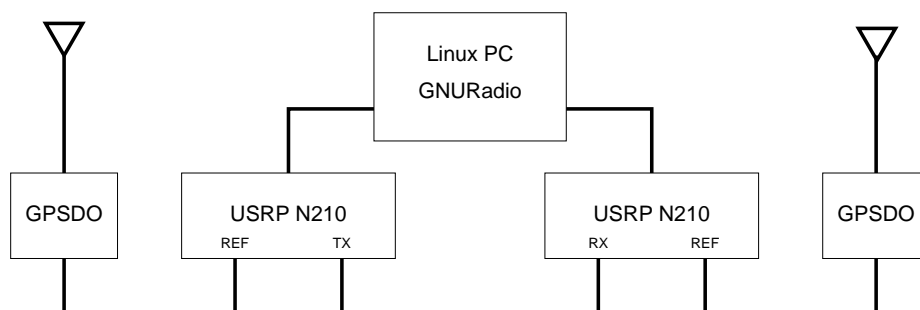 Linux PC
GNURadio
GPSDO
USRP N210
REF TX
USRP N210
RX REF
GPSDO